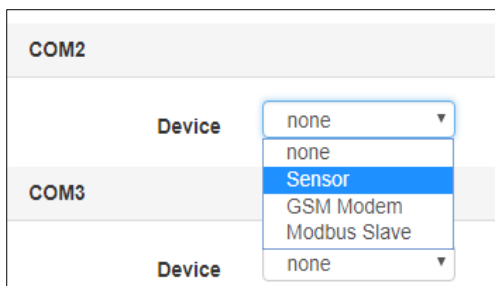 COM2
Device none
none
Sensor
COM3
GSM Modem
Modbus Slave
Device none